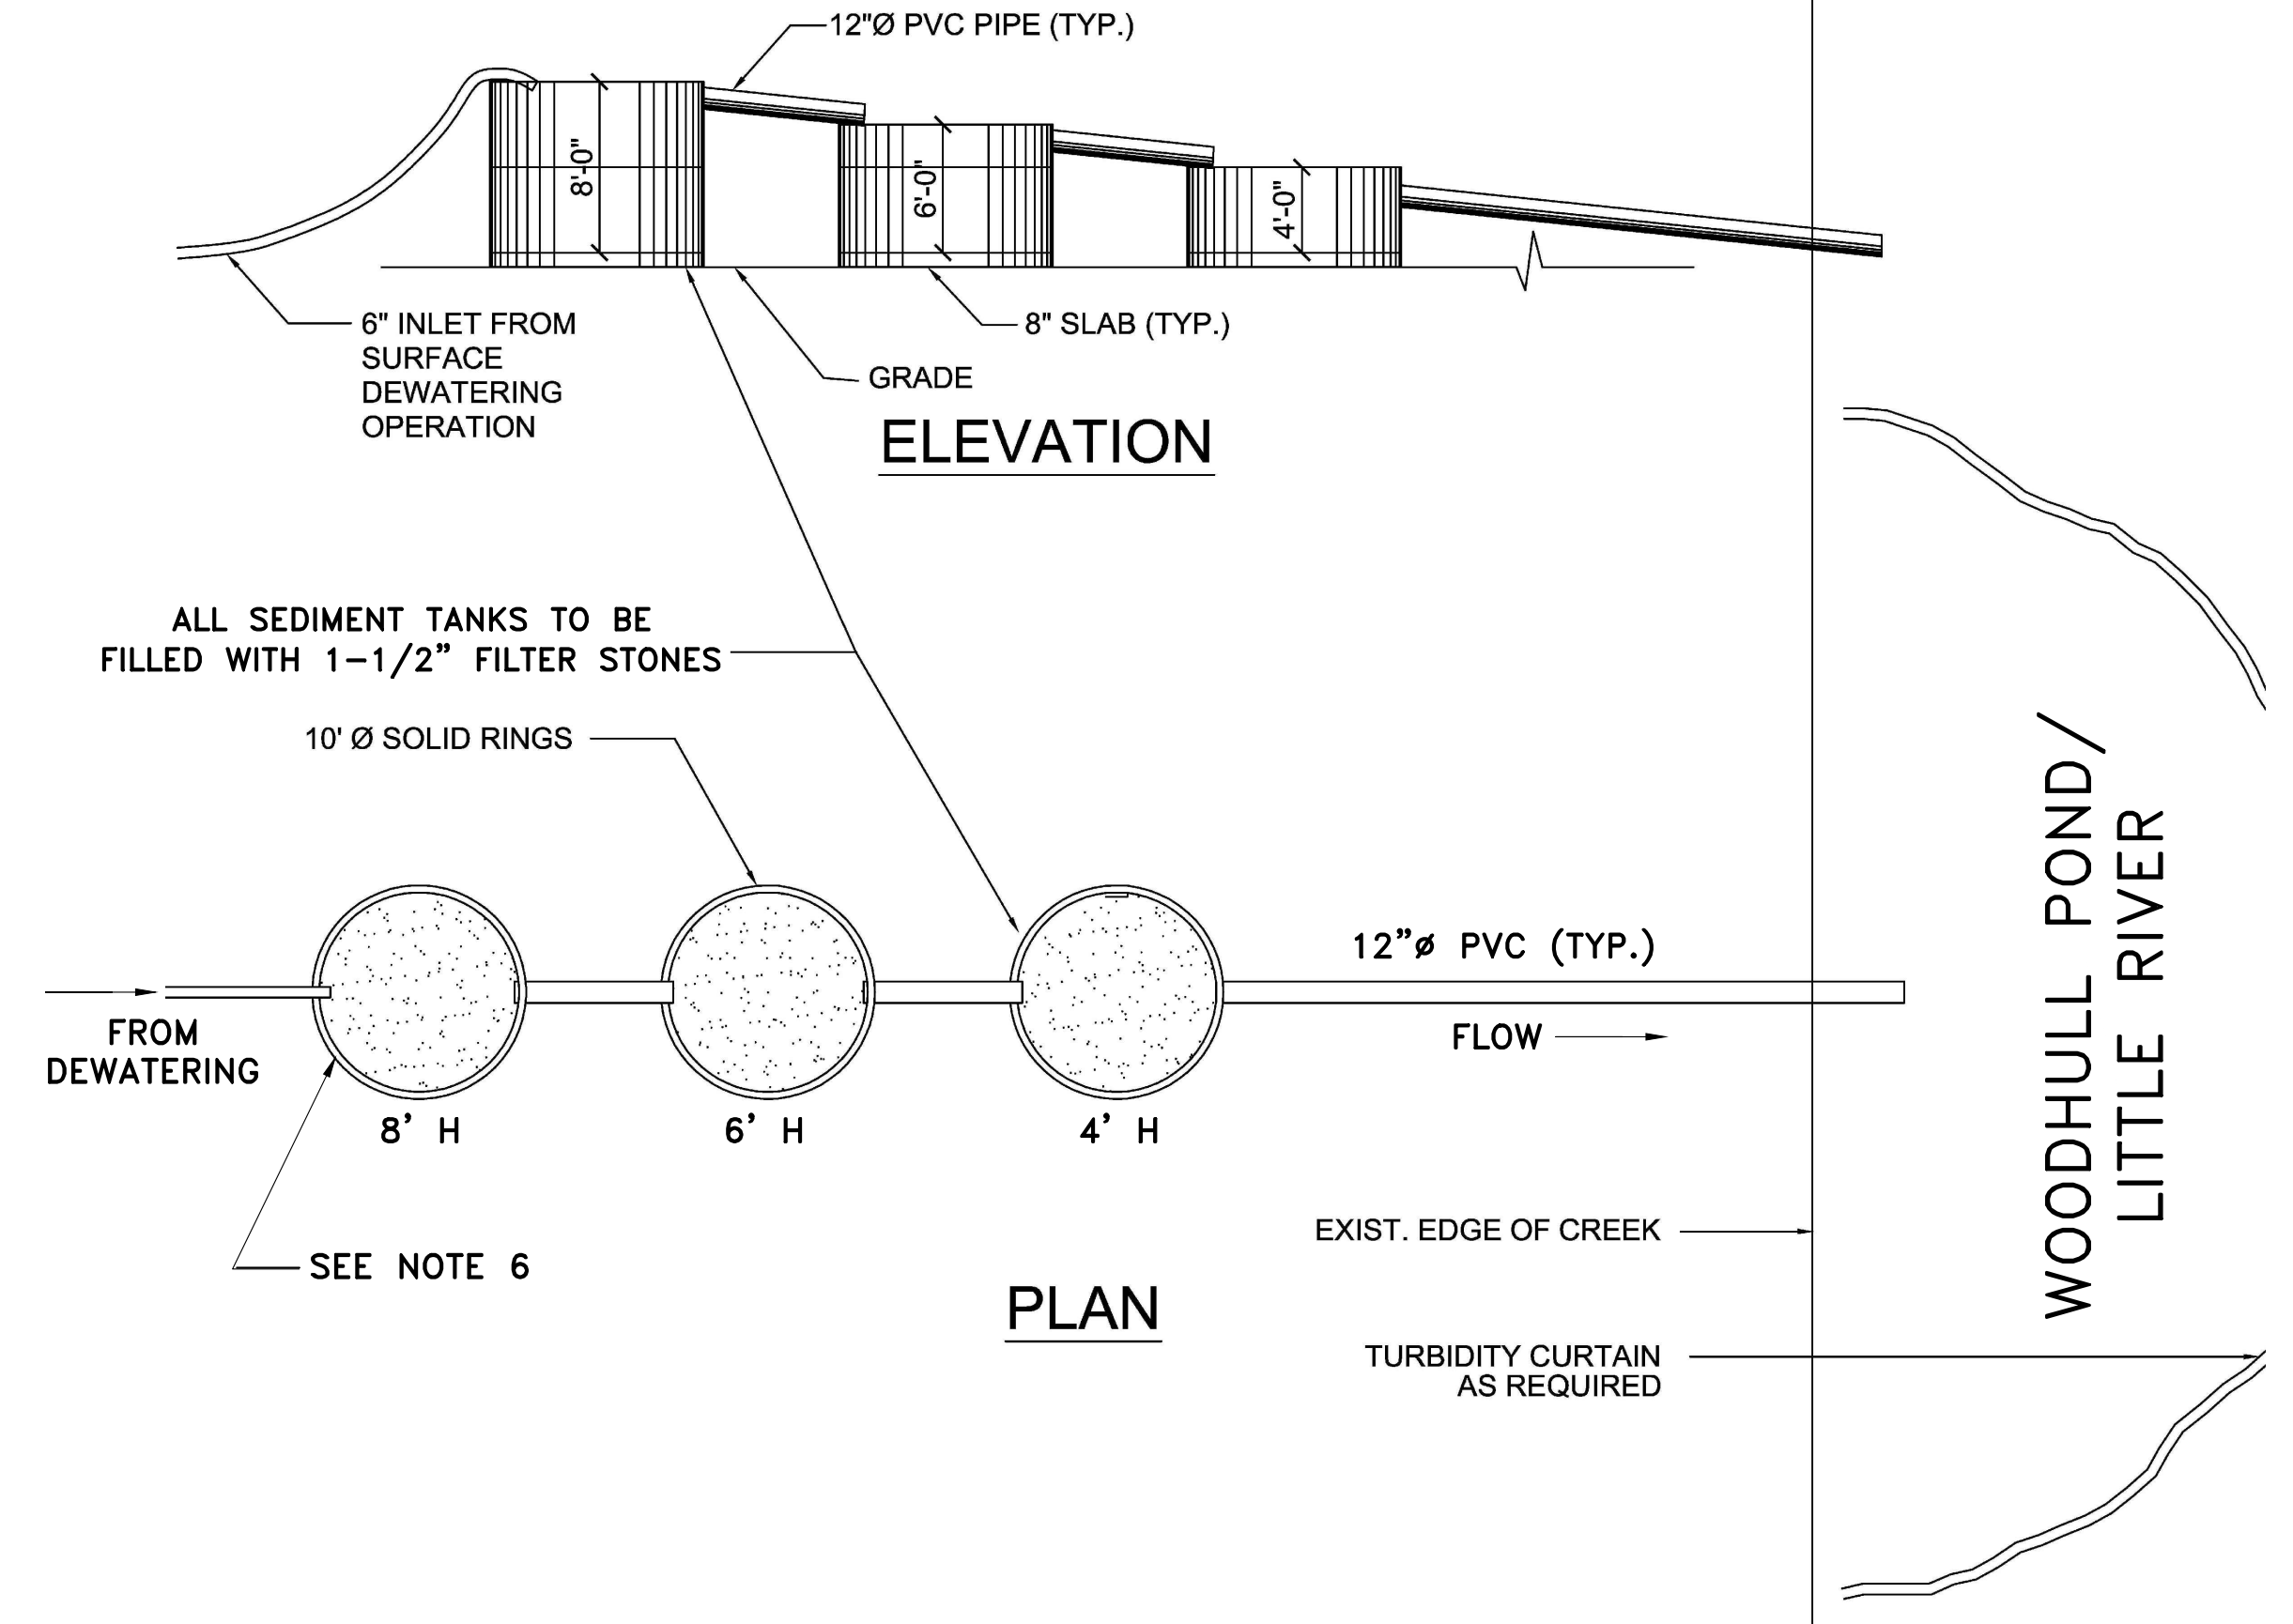 12"Ø PVC PIPE (TYP.)
8'-0"
6'-0"
4'-0"
6" INLET FROM
SURFACE
DEWATERING
OPERATION
8" SLAB (TYP.)
GRADE
ELEVATION
ALL SEDIMENT TANKS TO BE
FILLED WITH 1-1/2” FILTER STONES
10' Ø SOLID RINGS
12”ø PVC (TYP.)
FROM
DEWATERING
FLOW
8’ H
6’ H
4’ H
SEE NOTE 6
EXIST. EDGE OF CREEK
PLAN
TURBIDITY CURTAIN
AS REQUIRED
WOODHULL POND/
LITTLE RIVER